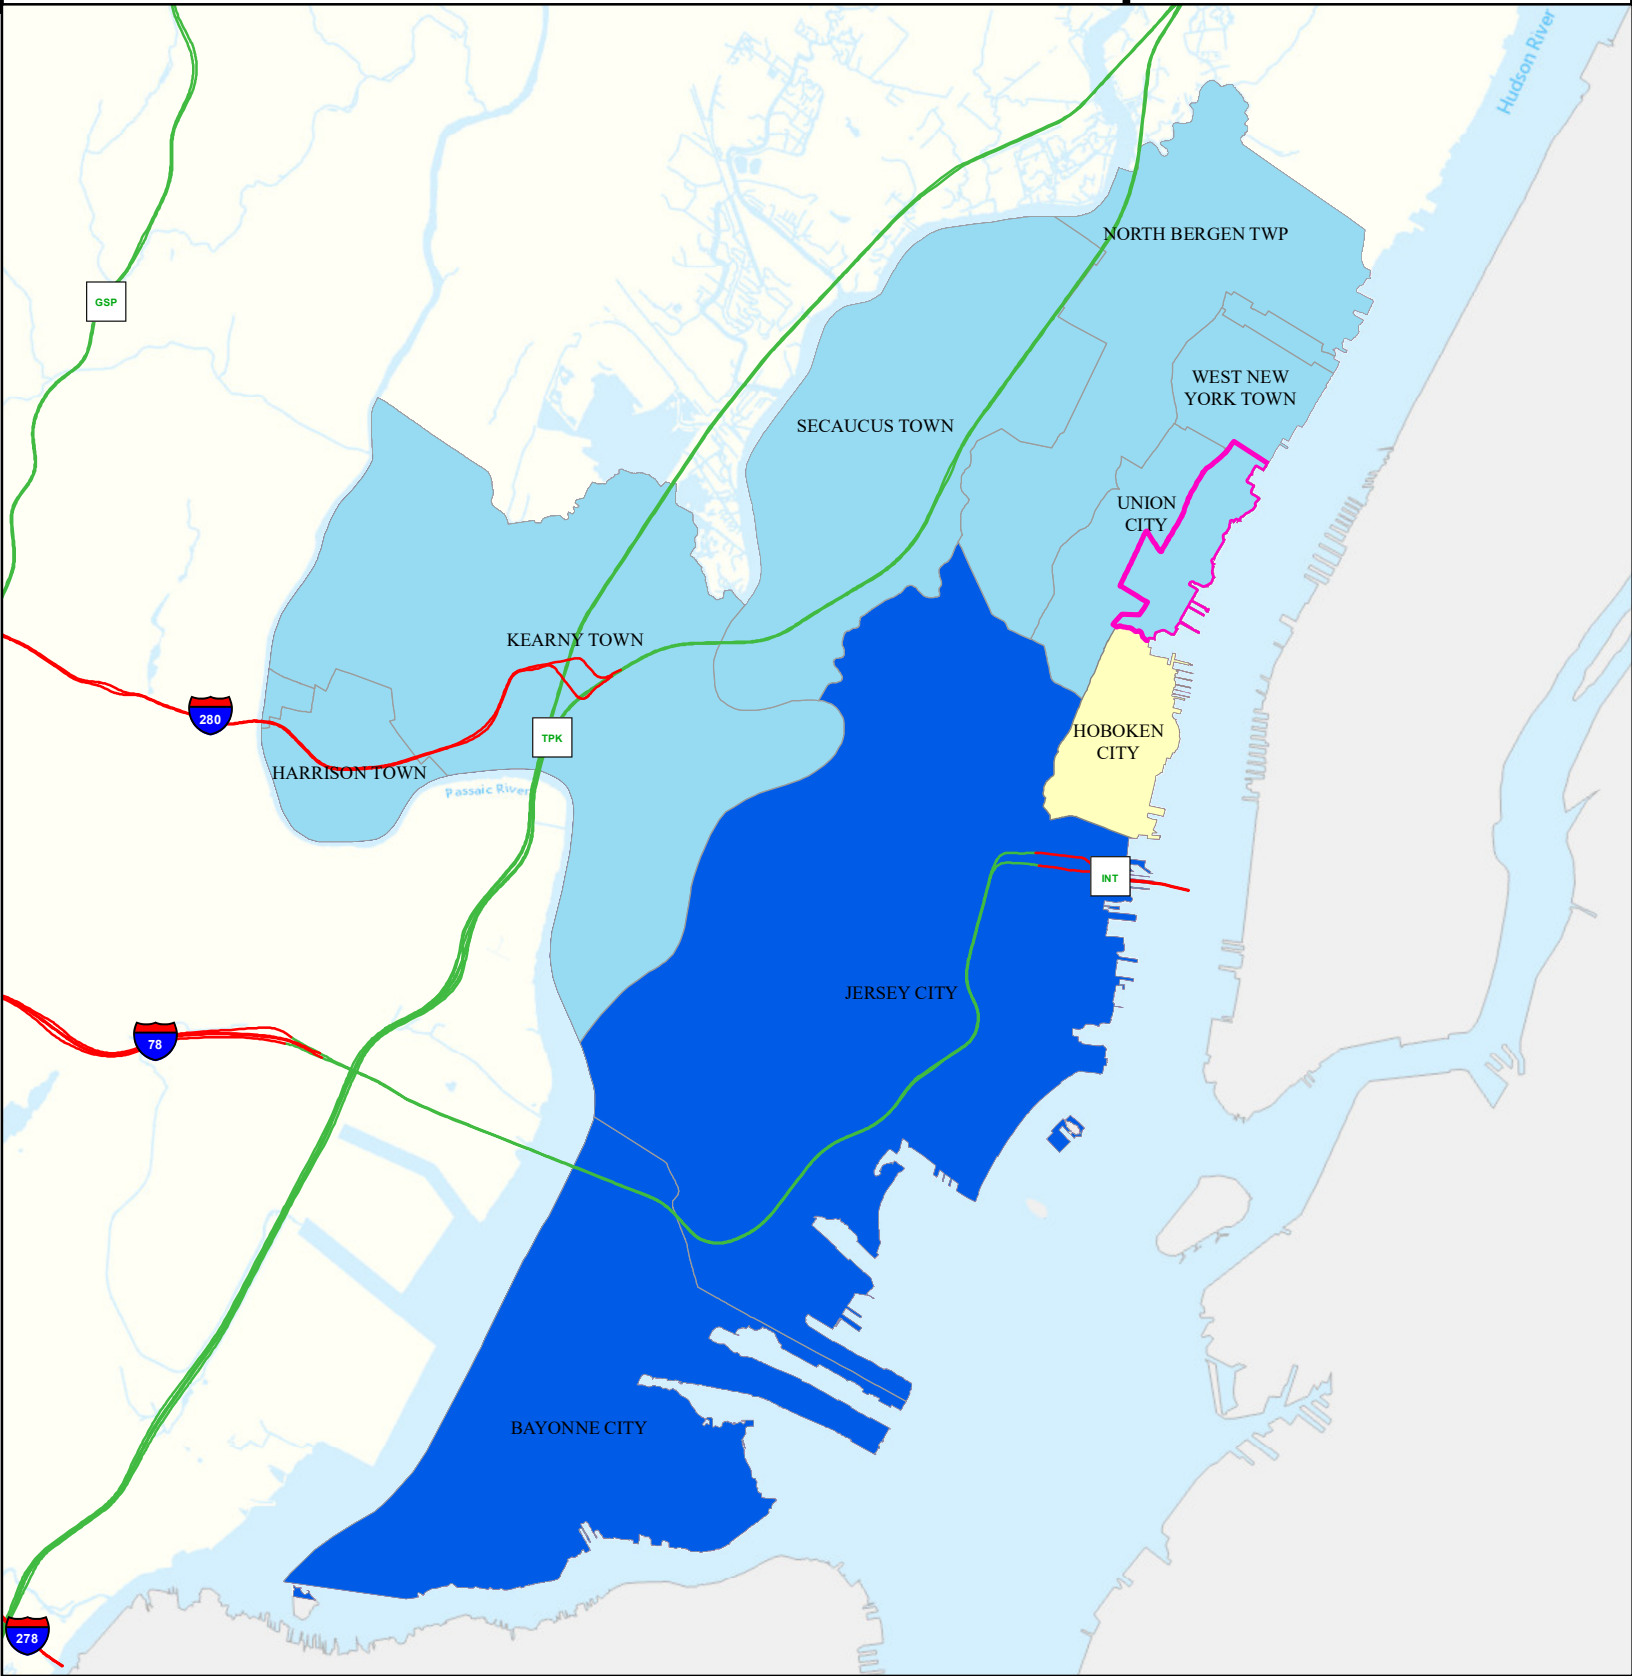 Hudson River
NORTH BERGEN TWP
GSP
WEST NEW
YORK TOWN
SECAUCUS TOWN
UNION
CITY
KEARNY TOWN
280
TPK
HOBOKEN
CITY
HARRISON TOWN
Passaic River
INT
JERSEY CITY
78
BAYONNE CITY
278